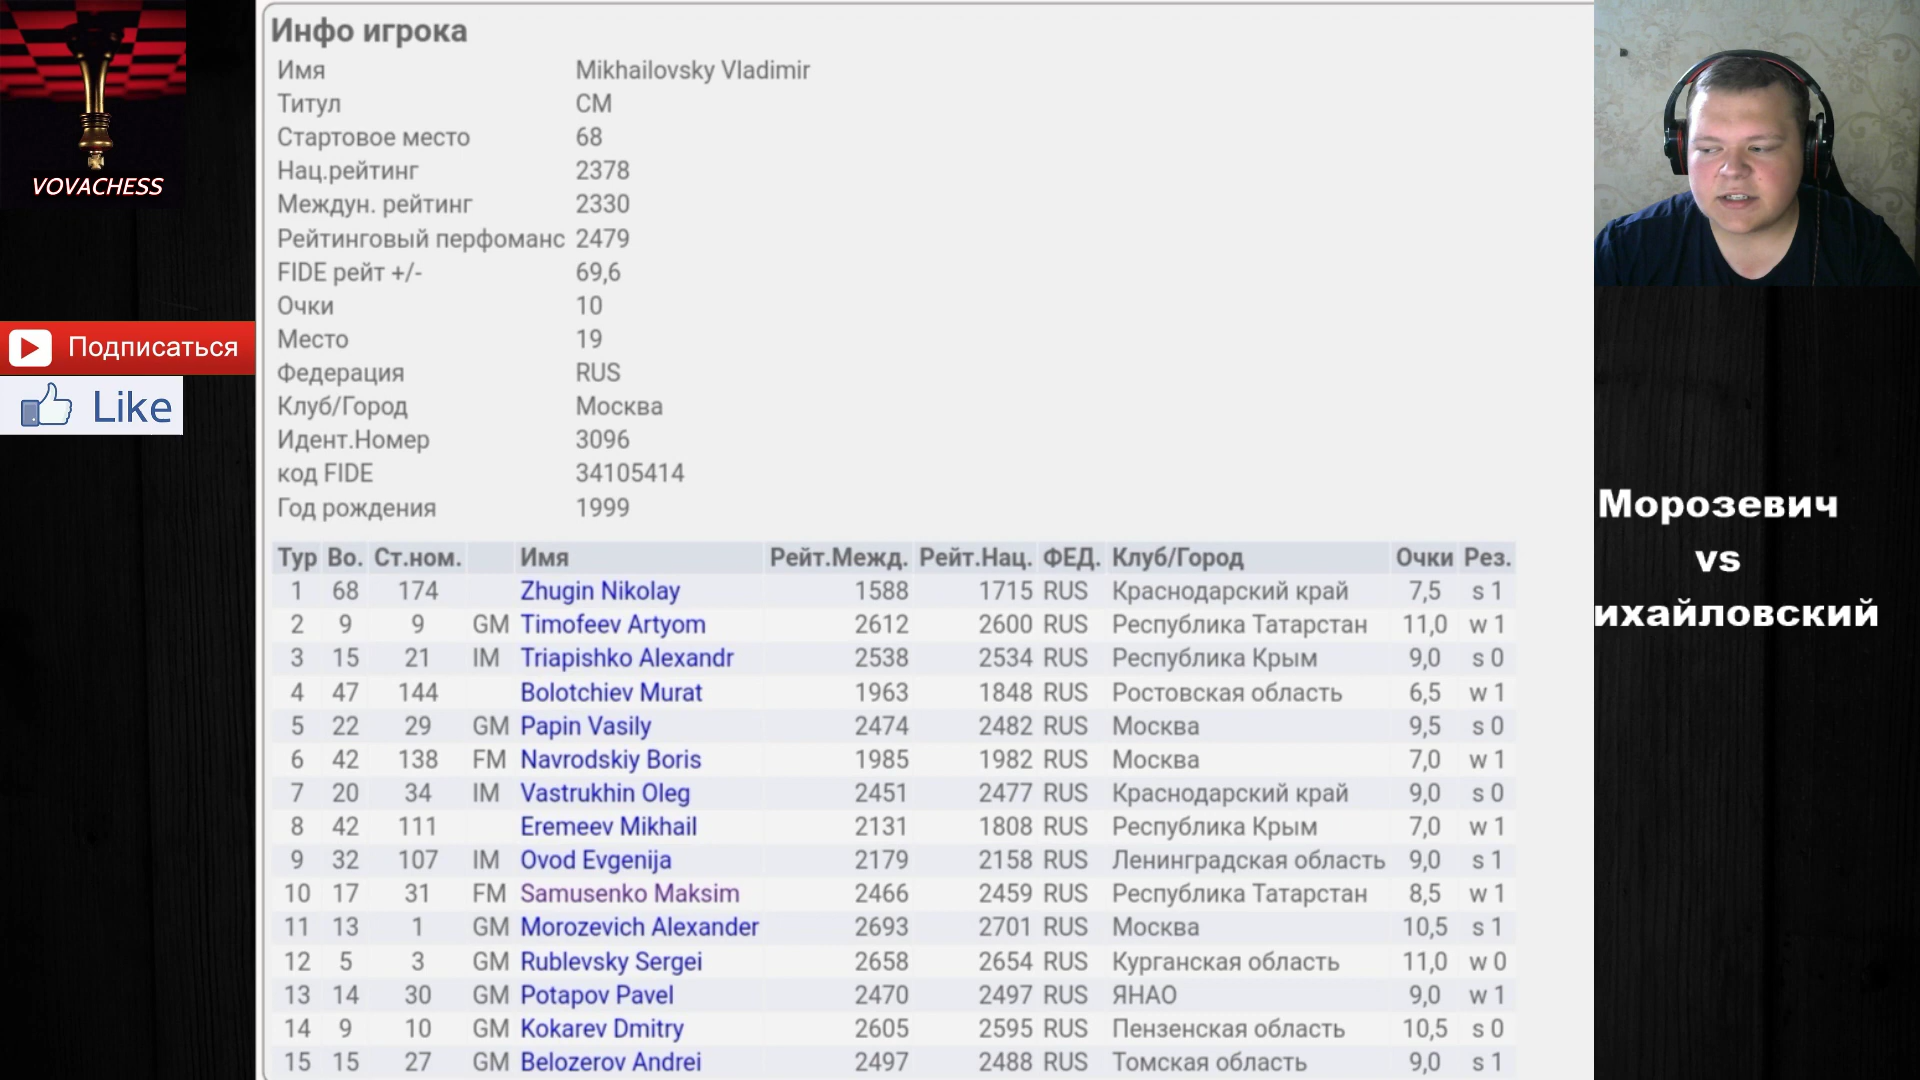 VOVACHESS
Подписаться
Like
Инфо игрока
Имя Mikhailovsky Vladimir
Титул CM
Стартовое место 68
Нац.рейтинг 2378
Междун. рейтинг 2330
Рейтинговый перфоманс 2479
FIDE рейт +/- 69,6
Очки 10
Место 19
Федерация RUS
Клуб/Город Москва
Идент.Номер 3096
код FIDE 34105414
Год рождения 1999
Тур Bo. Ст.ном. Имя Рейт.Межд. Рейт.Нац. ФЕД. Клуб/Город Очки Рез.
1 68 174 Zhugin Nikolay 1588 1715 RUS Краснодарский край 7,5 s 1
2 9 9 GM Timofeev Artyom 2612 2600 RUS Республика Татарстан 11,0 w 1
3 15 21 IM Triapishko Alexandr 2538 2534 RUS Республика Крым 9,0 s 0
4 47 144 Bolotchiev Murat 1963 1848 RUS Ростовская область 6,5 w 1
5 22 29 GM Papin Vasily 2474 2482 RUS Москва 9,5 s 0
6 42 138 FM Navrodskiy Boris 1985 1982 RUS Москва 7,0 w 1
7 20 34 IM Vastrukhin Oleg 2451 2477 RUS Краснодарский край 9,0 s 0
8 42 111 Eremeev Mikhail 2131 1808 RUS Республика Крым 7,0 w 1
9 32 107 IM Ovod Evgenija 2179 2158 RUS Ленинградская область 9,0 s 1
10 17 31 FM Samusenko Maksim 2466 2459 RUS Республика Татарстан 8,5 w 1
11 13 1 GM Morozevich Alexander 2693 2701 RUS Москва 10,5 s 1
12 5 3 GM Rublevsky Sergei 2658 2654 RUS Курганская область 11,0 w 0
13 14 30 GM Potapov Pavel 2470 2497 RUS ЯНАО 9,0 w 1
14 9 10 GM Kokarev Dmitry 2605 2595 RUS Пензенская область 10,5 s 0
15 15 27 GM Belozerov Andrei 2497 2488 RUS Томская область 9,0 s 1
Морозевич
vs
ихайловский